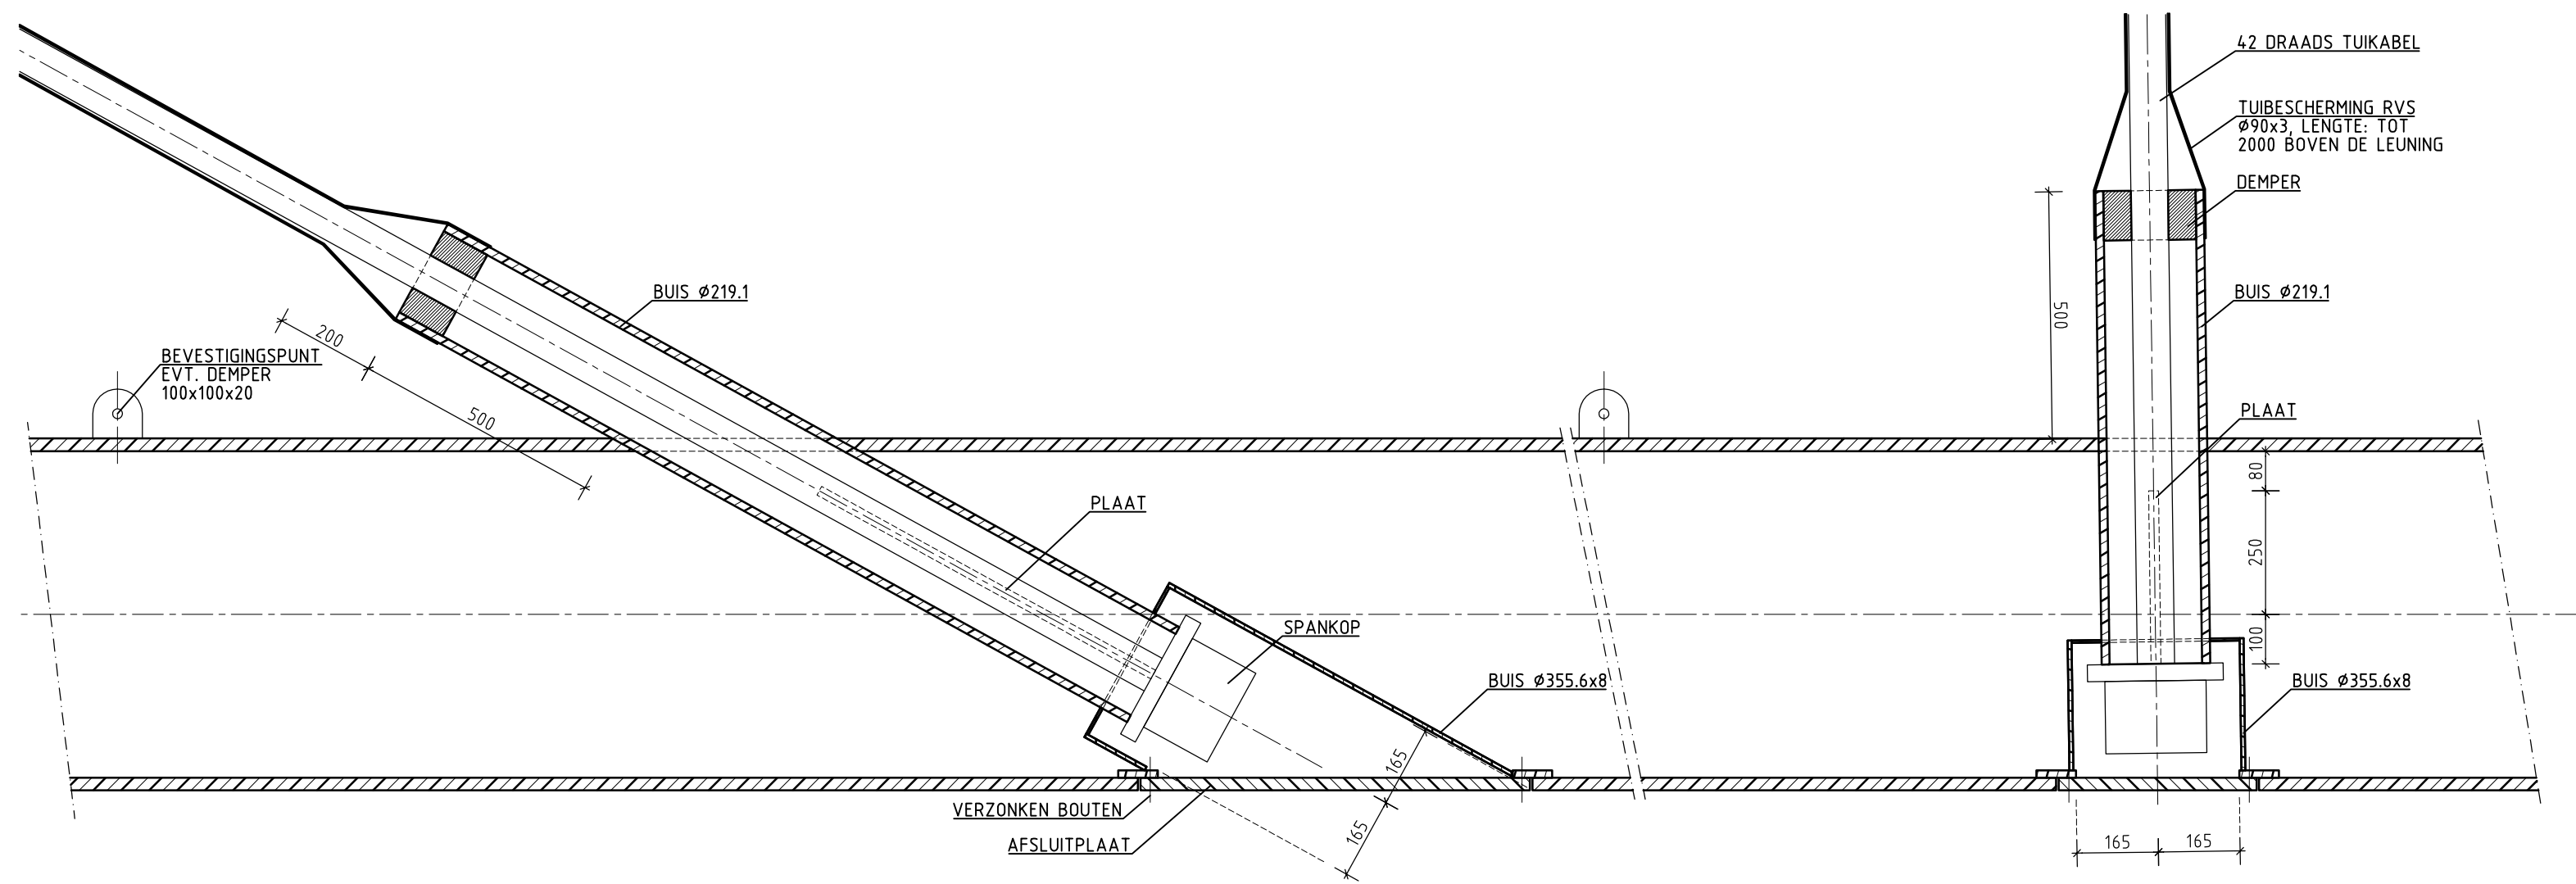 42 DRAADS TUIKABEL
TUIBESCHERMING RVS
Ø90x3, LENGTE: TOT
2000 BOVEN DE LEUNING
DEMPER
BUIS Ø219.1
BUIS Ø219.1
500
200
BEVESTIGINGSPUNT
EVT. DEMPER
100x100x20
500
PLAAT
80
PLAAT
250
SPANKOP
100
BUIS Ø355.6x8
BUIS Ø355.6x8
165
VERZONKEN BOUTEN
165
AFSLUITPLAAT
165 165